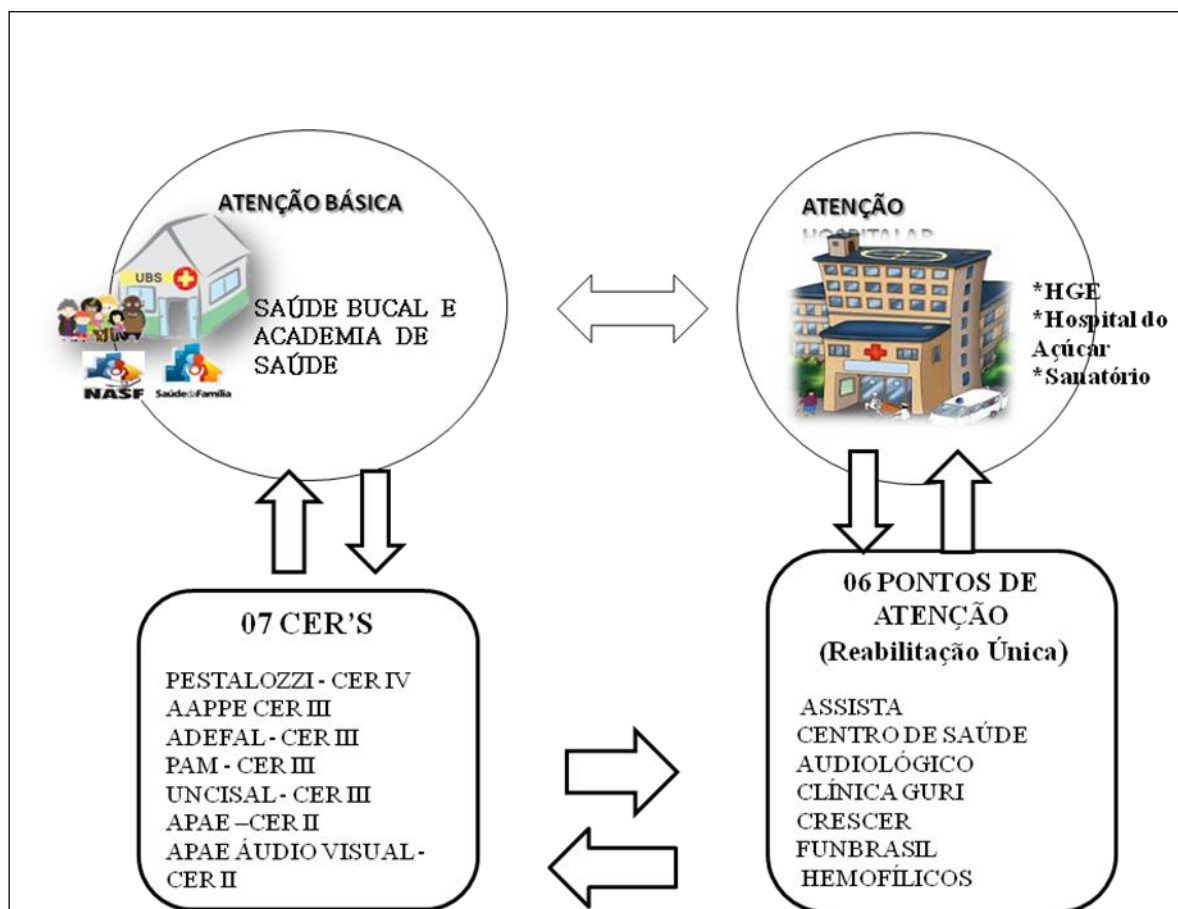 ATENÇÃO BÁSICA
UBS
SAÚDE BUCAL E
ACADEMIA DE
SAÚDE
NASF
Saúde da Família
ATENÇÃO
HOSPITALAR
*HGE
*Hospital do
Açúcar
*Sanatório
07 CER’S
PESTALOZZI - CER IV
AAPPE CER III
ADEFAL - CER III
PAM - CER III
UNCISAL - CER III
APAE –CER II
APAE ÁUDIO VISUAL-
CER II
06 PONTOS DE
ATENÇÃO
(Reabilitação Única)
ASSISTA
CENTRO DE SAÚDE
AUDIOLÓGICO
CLÍNICA GURI
CRESCER
FUNBRASIL
HEMOFÍLICOS